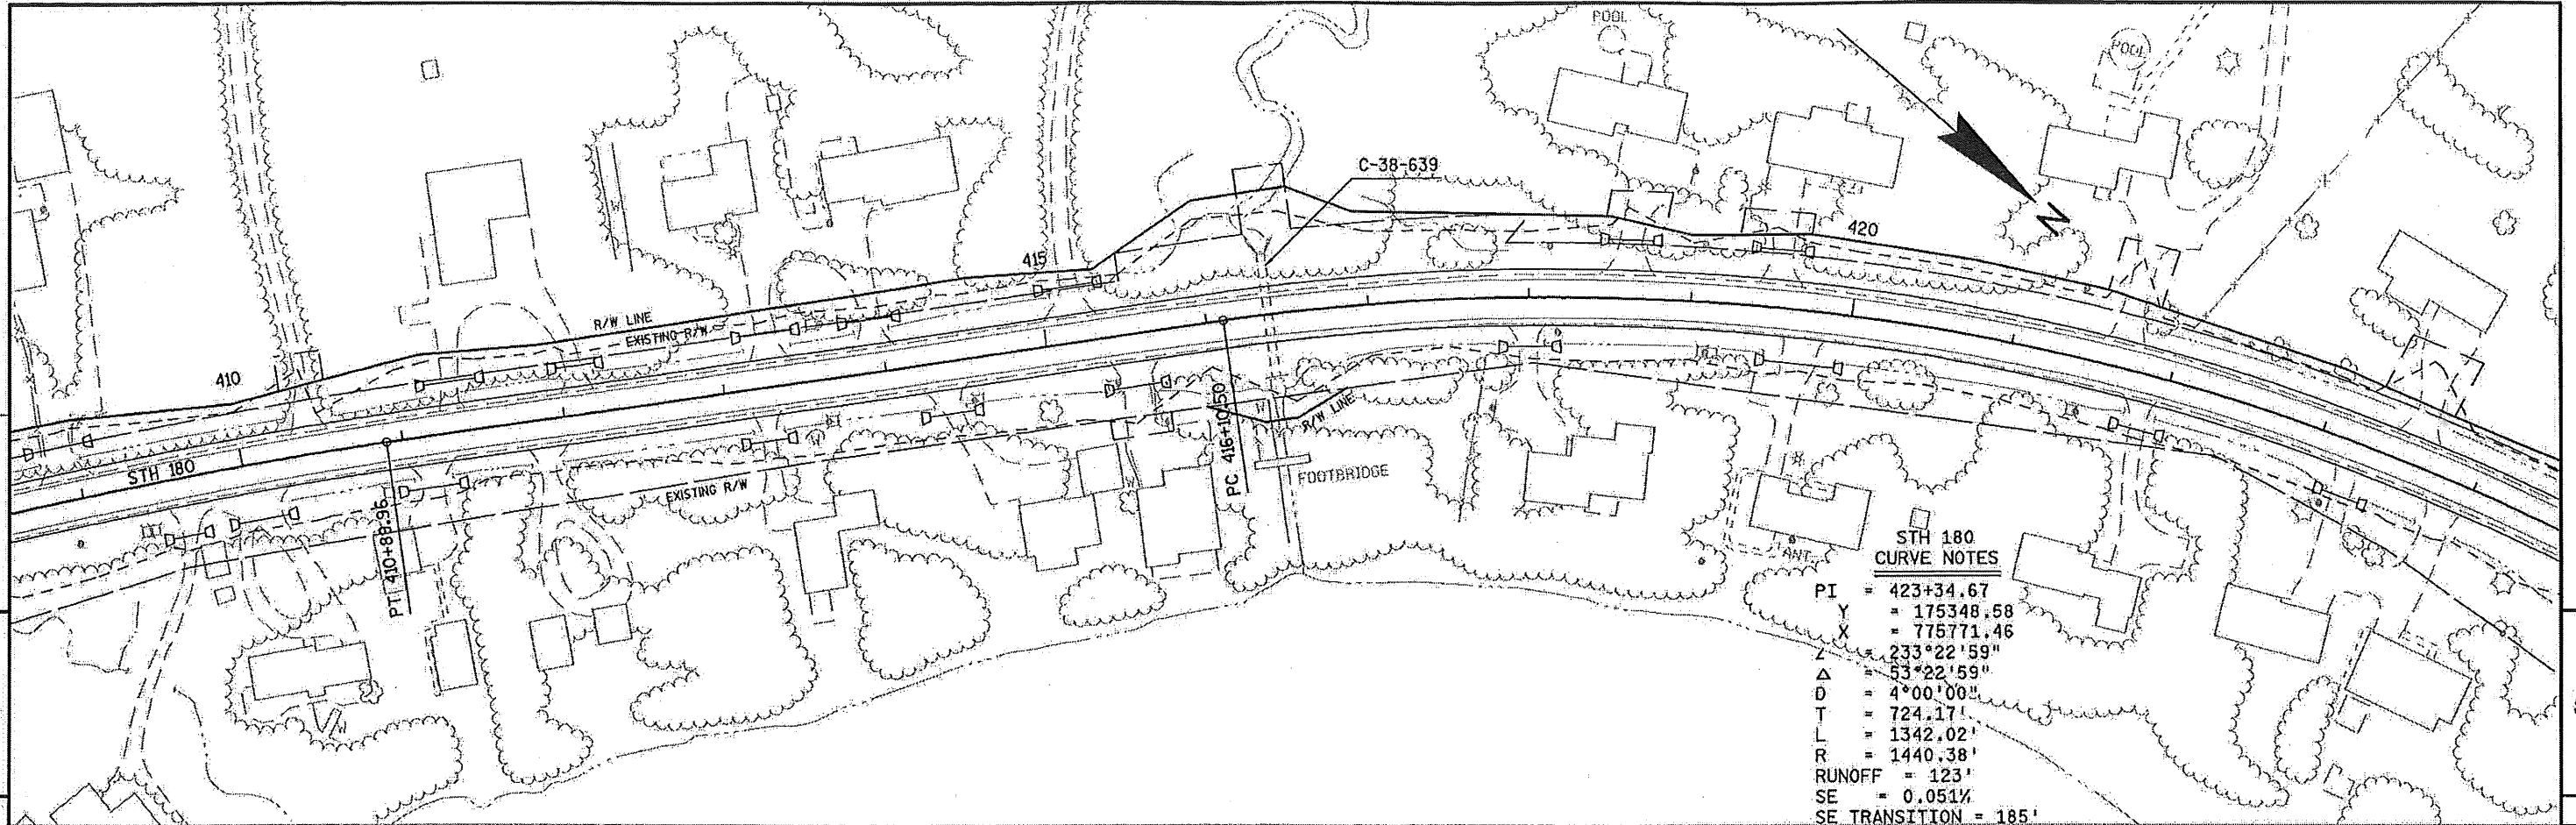 POOL
POOL
C-38-639
N
420
415
R/W LINE
EXISTING R/W
410
STH 180
PC 416+10.50
R/W LINE
FOOTBRIDGE
EXISTING R/W
PT 410+88.96
ANT
STH 180
CURVE NOTES
PI = 423+34.67
Y = 175348.58
X = 775771.46
∠ = 233°22'59"
Δ = 53°22'59"
D = 4°00'00"
T = 724.17'
L = 1342.02'
R = 1440.38'
RUNOFF = 123'
SE = 0.051%
SE TRANSITION = 185'